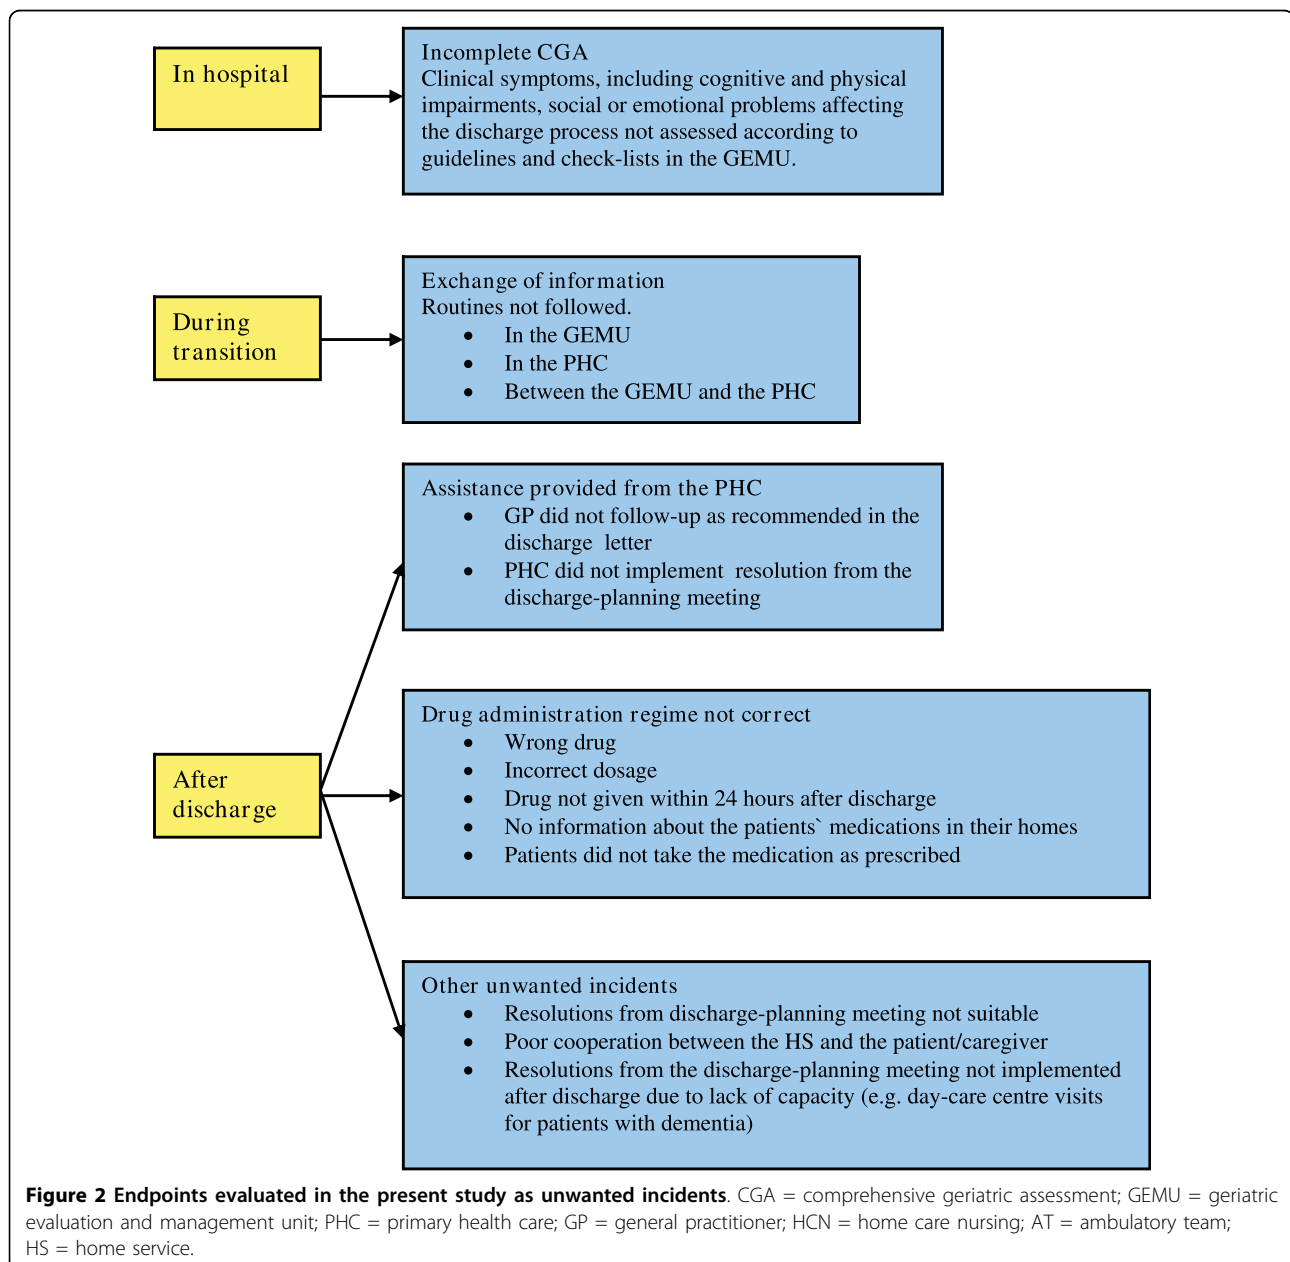 In hospital
Incomplete CGA
Clinical symptoms, including cognitive and physical
impairments, social or emotional problems affecting
the discharge process not assessed according to
guidelines and check-lists in the GEMU.
During
transition
Exchange of information
Routines not followed.
• In the GEMU
• In the PHC
• Between the GEMU and the PHC
Assistance provided from the PHC
• GP did not follow-up as recommended in the
discharge letter
• PHC did not implement resolution from the
discharge-planning meeting
After
discharge
Drug administration regime not correct
• Wrong drug
• Incorrect dosage
• Drug not given within 24 hours after discharge
• No information about the patients` medications in their homes
• Patients did not take the medication as prescribed
Other unwanted incidents
• Resolutions from discharge-planning meeting not suitable
• Poor cooperation between the HS and the patient/caregiver
• Resolutions from the discharge-planning meeting not implemented
after discharge due to lack of capacity (e.g. day-care centre visits
for patients with dementia)
Figure 2 Endpoints evaluated in the present study as unwanted incidents. CGA = comprehensive geriatric assessment; GEMU = geriatric
evaluation and management unit; PHC = primary health care; GP = general practitioner; HCN = home care nursing; AT = ambulatory team;
HS = home service.